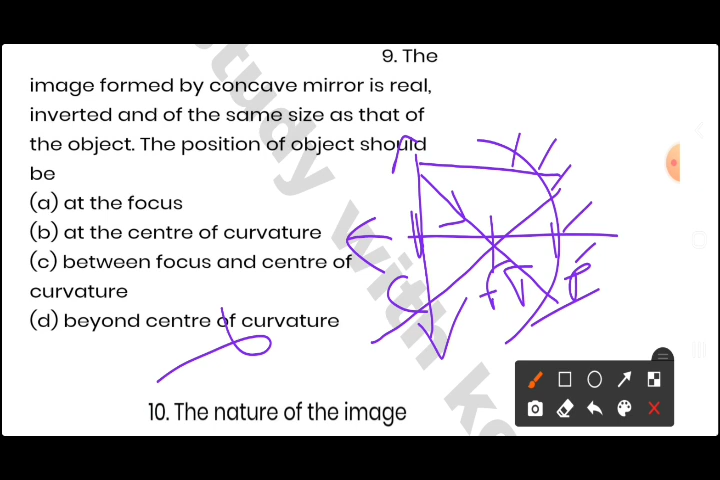 9. The
image formed by concave mirror is real,
inverted and of the same size as that of
the object. The position of object should
be
(a) at the focus
(b) at the centre of curvature
(c) between focus and centre of
curvature
(d) beyond centre of curvature
C
f
P
b
10. The nature of the image
study with k